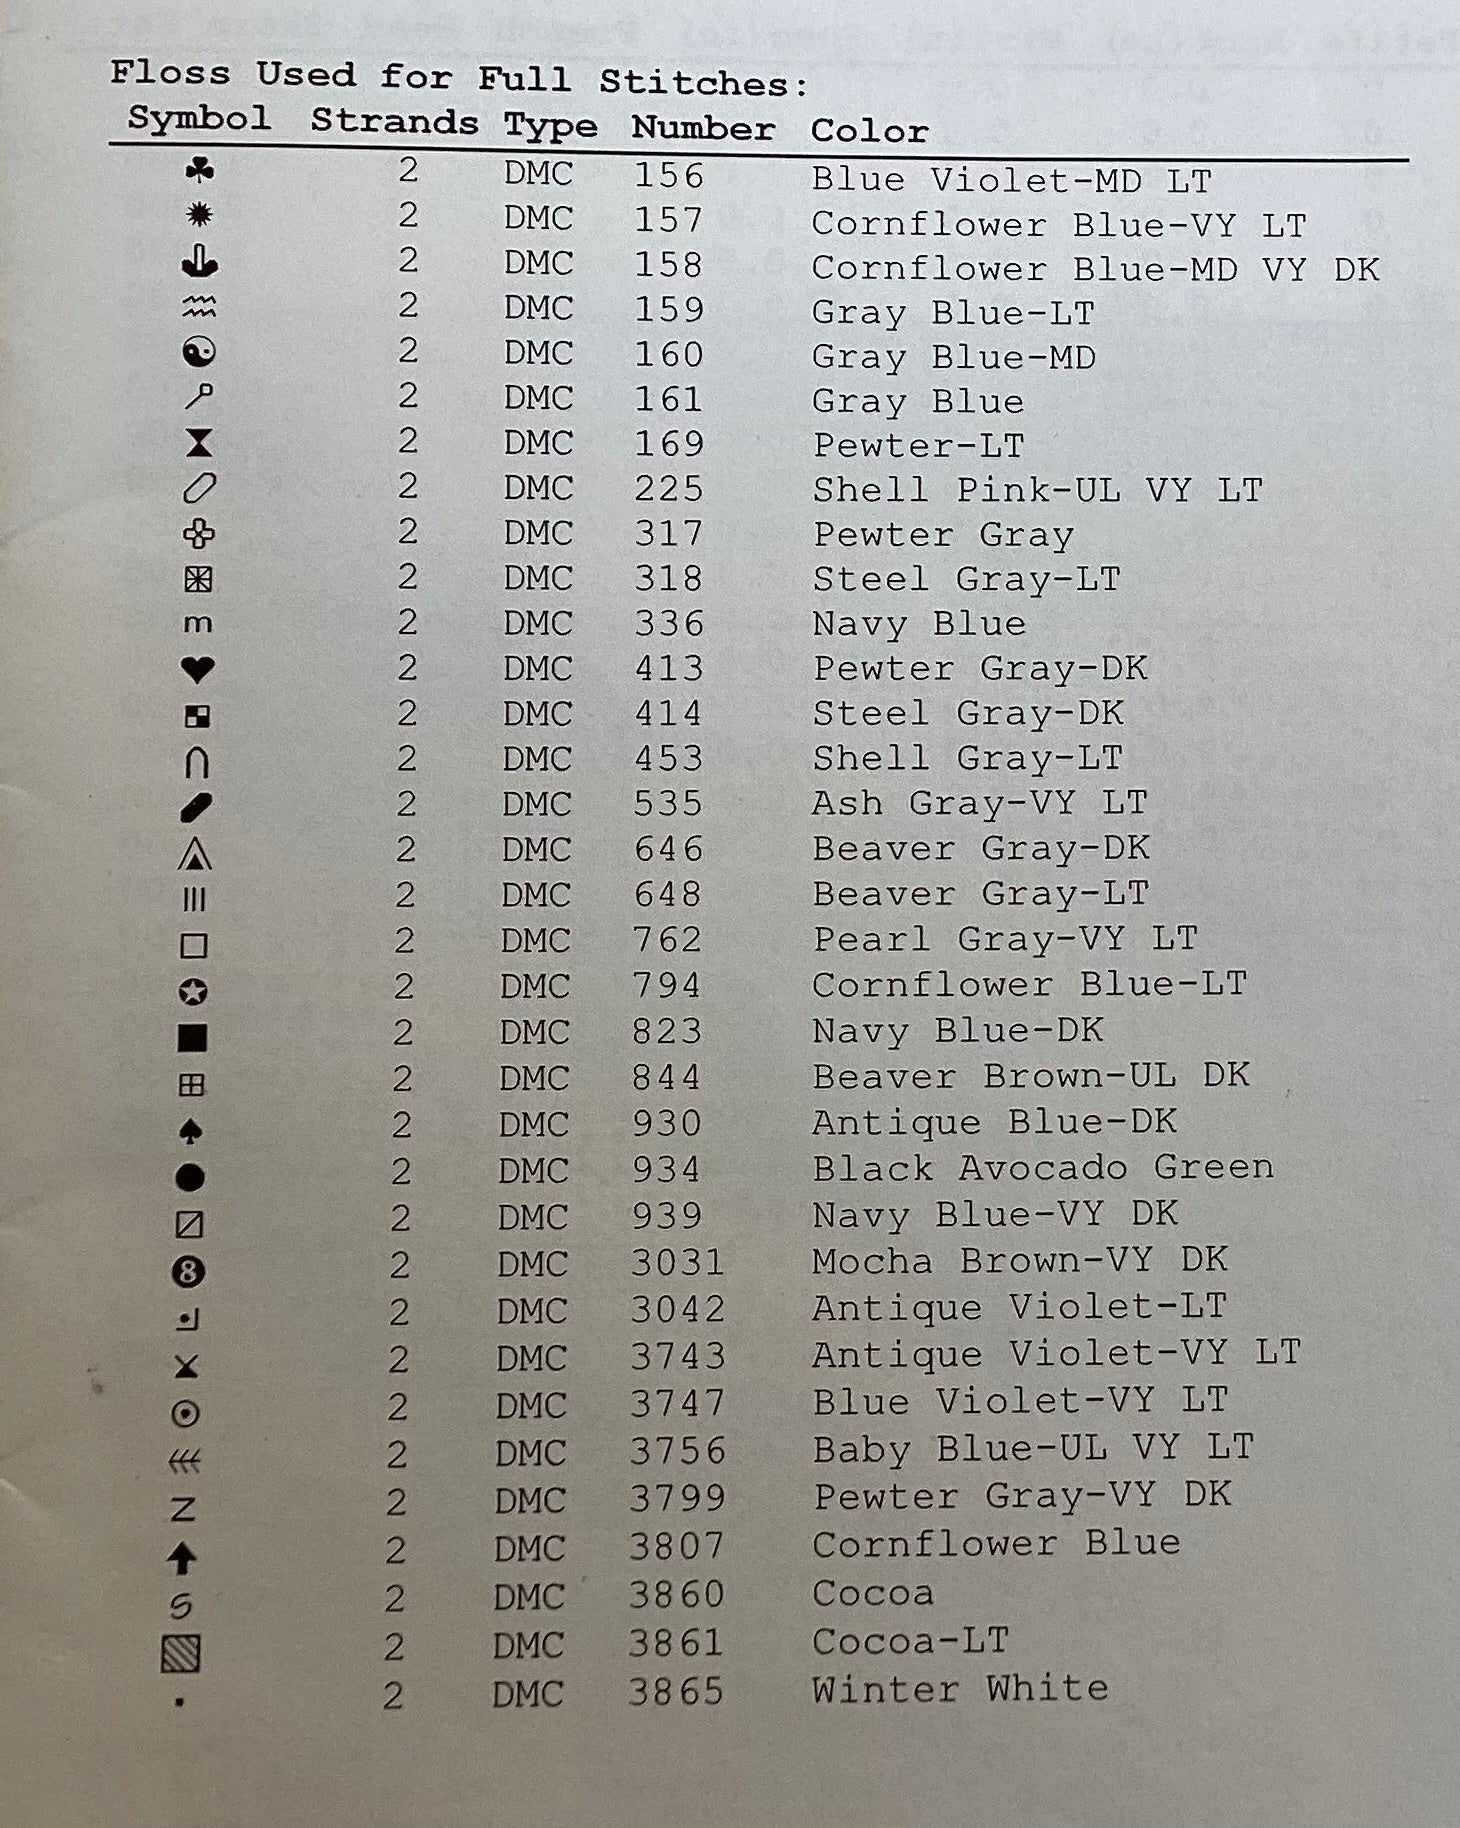 Floss Used for Full Stitches:
Symbol Strands Type Number Color
♣ 2 DMC 156 Blue Violet-MD LT
2 DMC 157 Cornflower Blue-VY LT
2 DMC 158 Cornflower Blue-MD VY DK
2 DMC 159 Gray Blue-LT
☯ 2 DMC 160 Gray Blue-MD
2 DMC 161 Gray Blue
2 DMC 169 Pewter-LT
2 DMC 225 Shell Pink-UL VY LT
2 DMC 317 Pewter Gray
2 DMC 318 Steel Gray-LT
m 2 DMC 336 Navy Blue
♥ 2 DMC 413 Pewter Gray-DK
2 DMC 414 Steel Gray-DK
2 DMC 453 Shell Gray-LT
2 DMC 535 Ash Gray-VY LT
2 DMC 646 Beaver Gray-DK
2 DMC 648 Beaver Gray-LT
□ 2 DMC 762 Pearl Gray-VY LT
✪ 2 DMC 794 Cornflower Blue-LT
■ 2 DMC 823 Navy Blue-DK
⊞ 2 DMC 844 Beaver Brown-UL DK
♠ 2 DMC 930 Antique Blue-DK
● 2 DMC 934 Black Avocado Green
2 DMC 939 Navy Blue-VY DK
8 2 DMC 3031 Mocha Brown-VY DK
2 DMC 3042 Antique Violet-LT
2 DMC 3743 Antique Violet-VY LT
⊙ 2 DMC 3747 Blue Violet-VY LT
2 DMC 3756 Baby Blue-UL VY LT
Z 2 DMC 3799 Pewter Gray-VY DK
2 DMC 3807 Cornflower Blue
S 2 DMC 3860 Cocoa
▧ 2 DMC 3861 Cocoa-LT
▪ 2 DMC 3865 Winter White